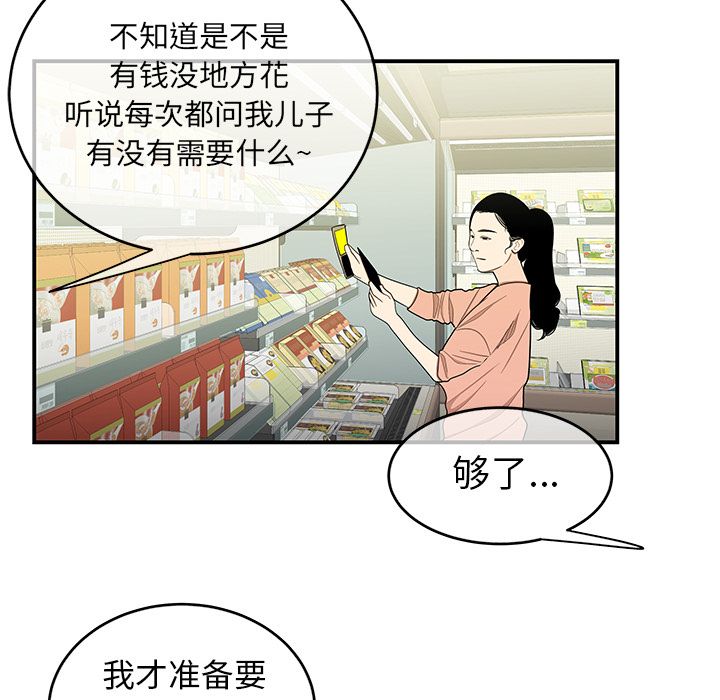 不知道是不是
有钱没地方花
听说每次都问我儿子
有没有需要什么~
够了...
我才准备要